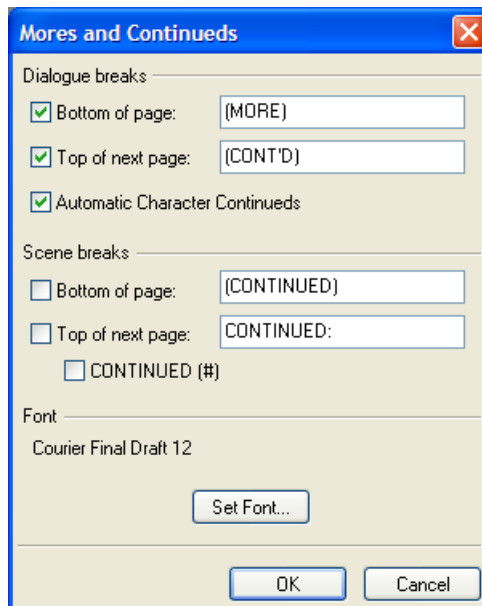 Mores and Continueds
Dialogue breaks
Bottom of page: (MORE)
Top of next page: (CONT'D)
Automatic Character Continueds
Scene breaks
Bottom of page: (CONTINUED)
Top of next page: CONTINUED:
CONTINUED (#)
Font
Courier Final Draft 12
Set Font...
OK Cancel